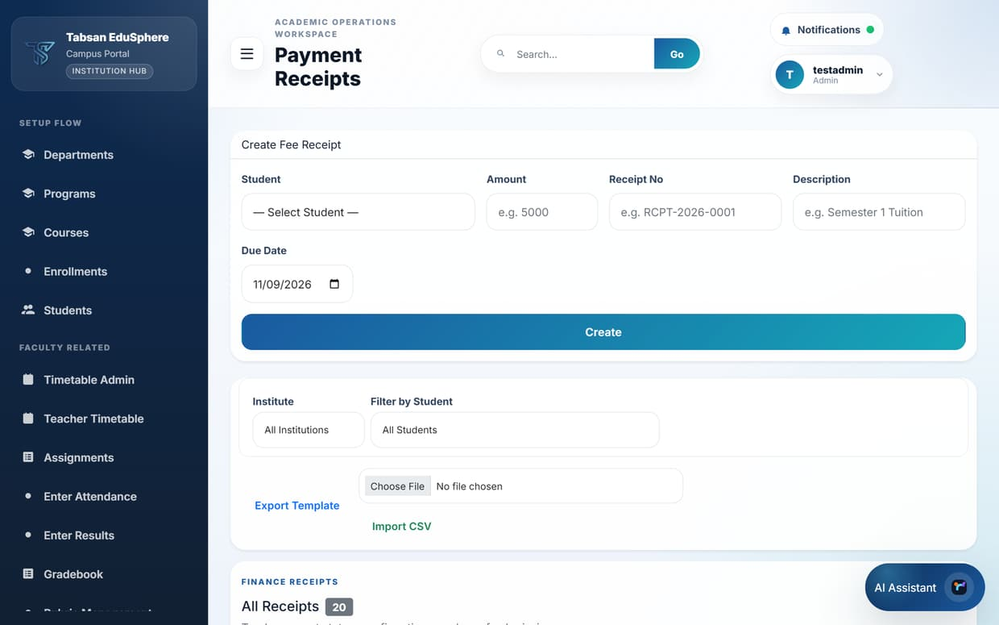 Tabsan EduSphere
Campus Portal
INSTITUTION HUB
SETUP FLOW
Departments
Programs
Courses
Enrollments
Students
FACULTY RELATED
Timetable Admin
Teacher Timetable
Assignments
Enter Attendance
Enter Results
Gradebook
ACADEMIC OPERATIONS
WORKSPACE
Payment
Receipts
Search...
Go
Notifications
T
testadmin
Admin
Create Fee Receipt
Student
Amount
Receipt No
Description
— Select Student —
e.g. 5000
e.g. RCPT-2026-0001
e.g. Semester 1 Tuition
Due Date
11/09/2026
Create
Institute
Filter by Student
All Institutions
All Students
Choose File No file chosen
Export Template
Import CSV
FINANCE RECEIPTS
All Receipts 20
AI Assistant